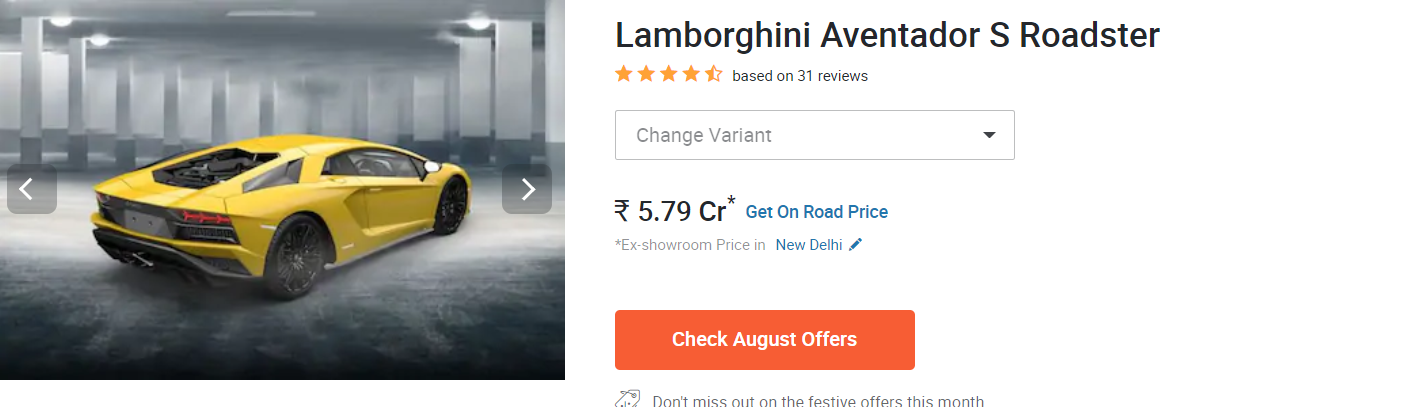 Lamborghini Aventador S Roadster
based on 31 reviews
Change Variant
₹ 5.79 Cr* Get On Road Price
*Ex-showroom Price in New Delhi
Check August Offers
Don't miss out on the festive offers this month